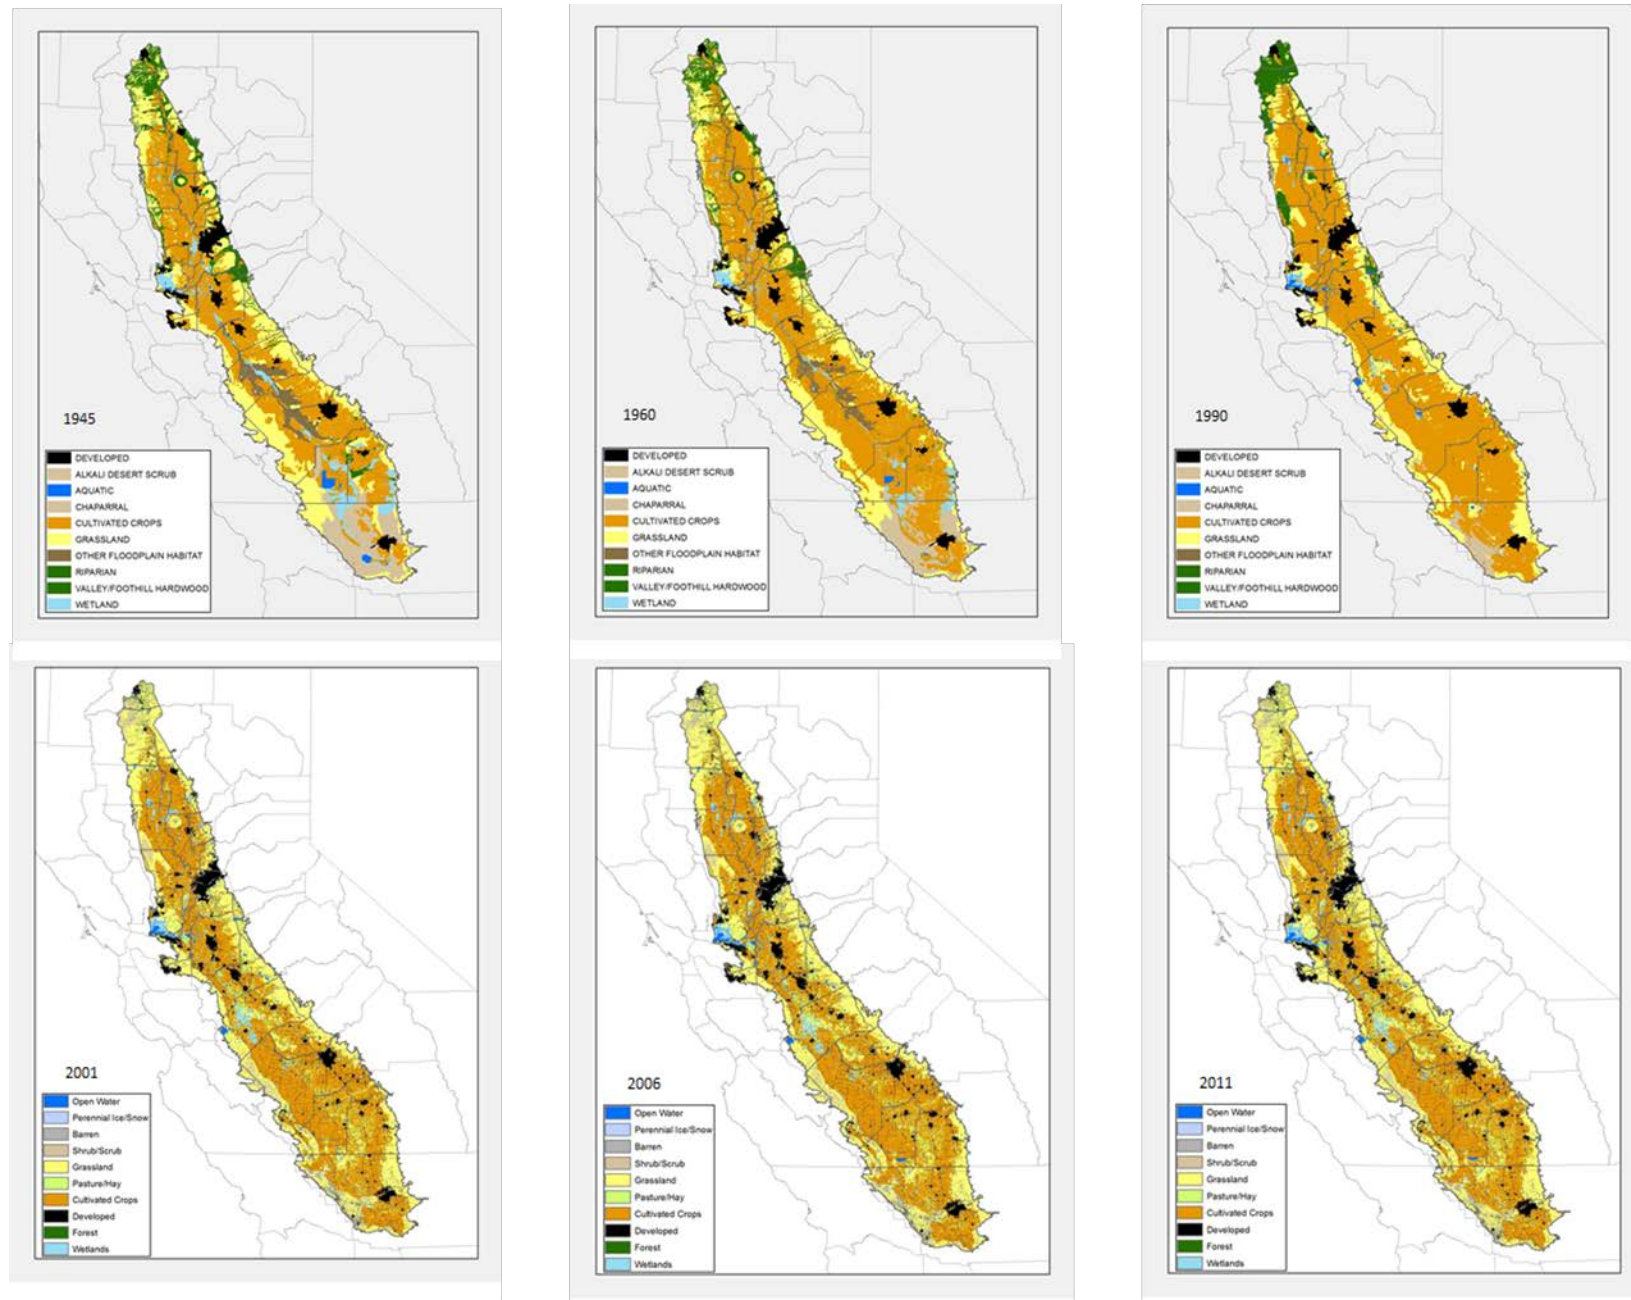 1945
DEVELOPED
ALKALI DESERT SCRUB
AQUATIC
CHAPARRAL
CULTIVATED CROPS
GRASSLAND
OTHER FLOODPLAIN HABITAT
RIPARIAN
VALLEY/FOOTHILL HARDWOOD
WETLAND
1960
DEVELOPED
ALKALI DESERT SCRUB
AQUATIC
CHAPARRAL
CULTIVATED CROPS
GRASSLAND
OTHER FLOODPLAIN HABITAT
RIPARIAN
VALLEY/FOOTHILL HARDWOOD
WETLAND
1990
DEVELOPED
ALKALI DESERT SCRUB
AQUATIC
CHAPARRAL
CULTIVATED CROPS
GRASSLAND
OTHER FLOODPLAIN HABITAT
RIPARIAN
VALLEY/FOOTHILL HARDWOOD
WETLAND
2001
Open Water
Perennial Ice/Snow
Barren
Shrub/Scrub
Grassland
Pasture/Hay
Cultivated Crops
Developed
Forest
Wetlands
2006
Open Water
Perennial Ice/Snow
Barren
Shrub/Scrub
Grassland
Pasture/Hay
Cultivated Crops
Developed
Forest
Wetlands
2011
Open Water
Perennial Ice/Snow
Barren
Shrub/Scrub
Grassland
Pasture/Hay
Cultivated Crops
Developed
Forest
Wetlands